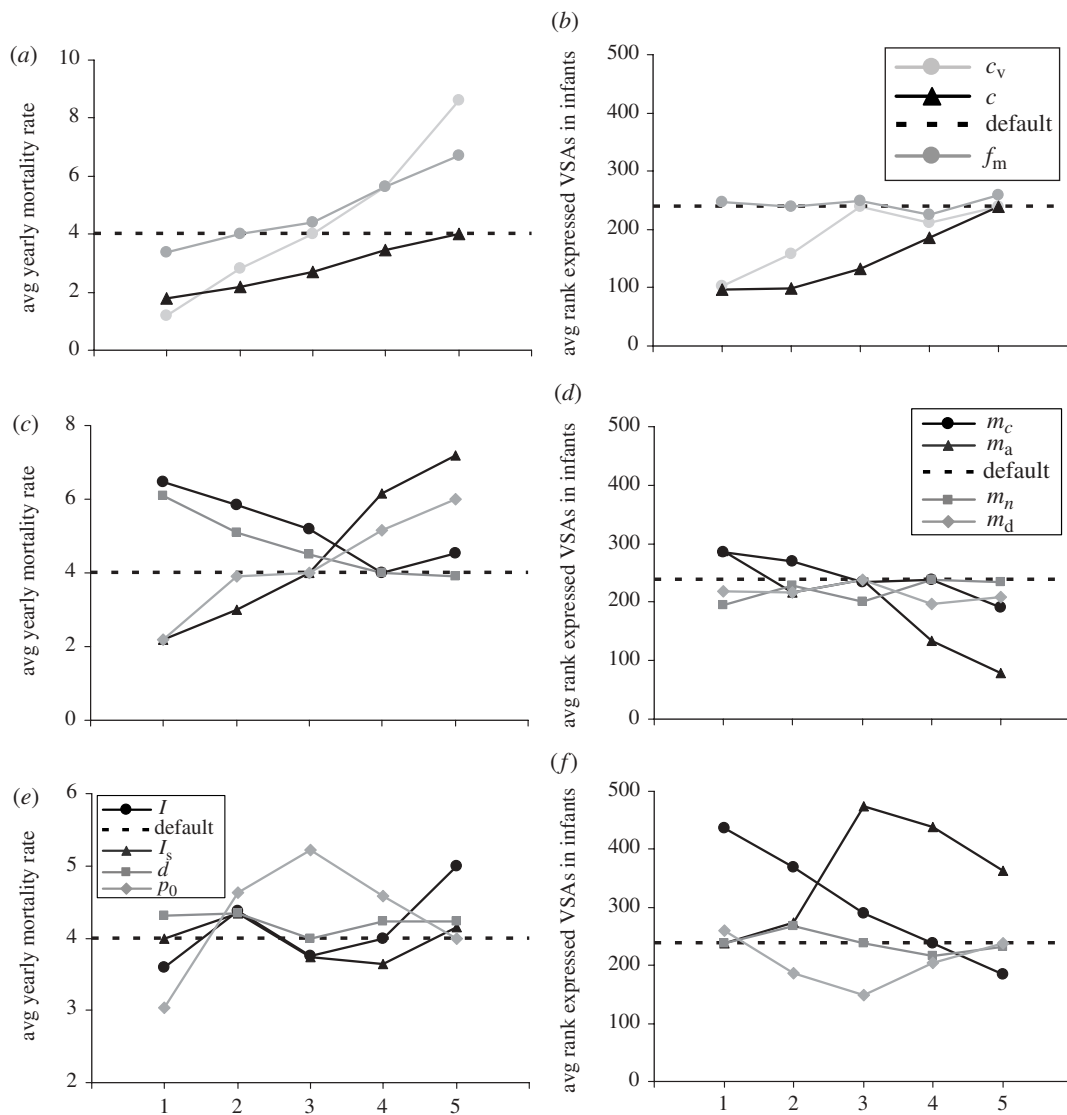 (a)
avg yearly mortality rate
10
8
6
4
2
0
(b)
avg rank expressed VSAs in infants
500
400
300
200
100
0
c_v
c
default
f_m
(c)
avg yearly mortality rate
8
6
4
2
0
(d)
avg rank expressed VSAs in infants
500
400
300
200
100
0
m_c
m_a
default
m_n
m_d
(e)
avg yearly mortality rate
6
5
4
3
2
I
default
I_s
d
p_0
1 2 3 4 5
(f)
avg rank expressed VSAs in infants
500
400
300
200
100
0
1 2 3 4 5